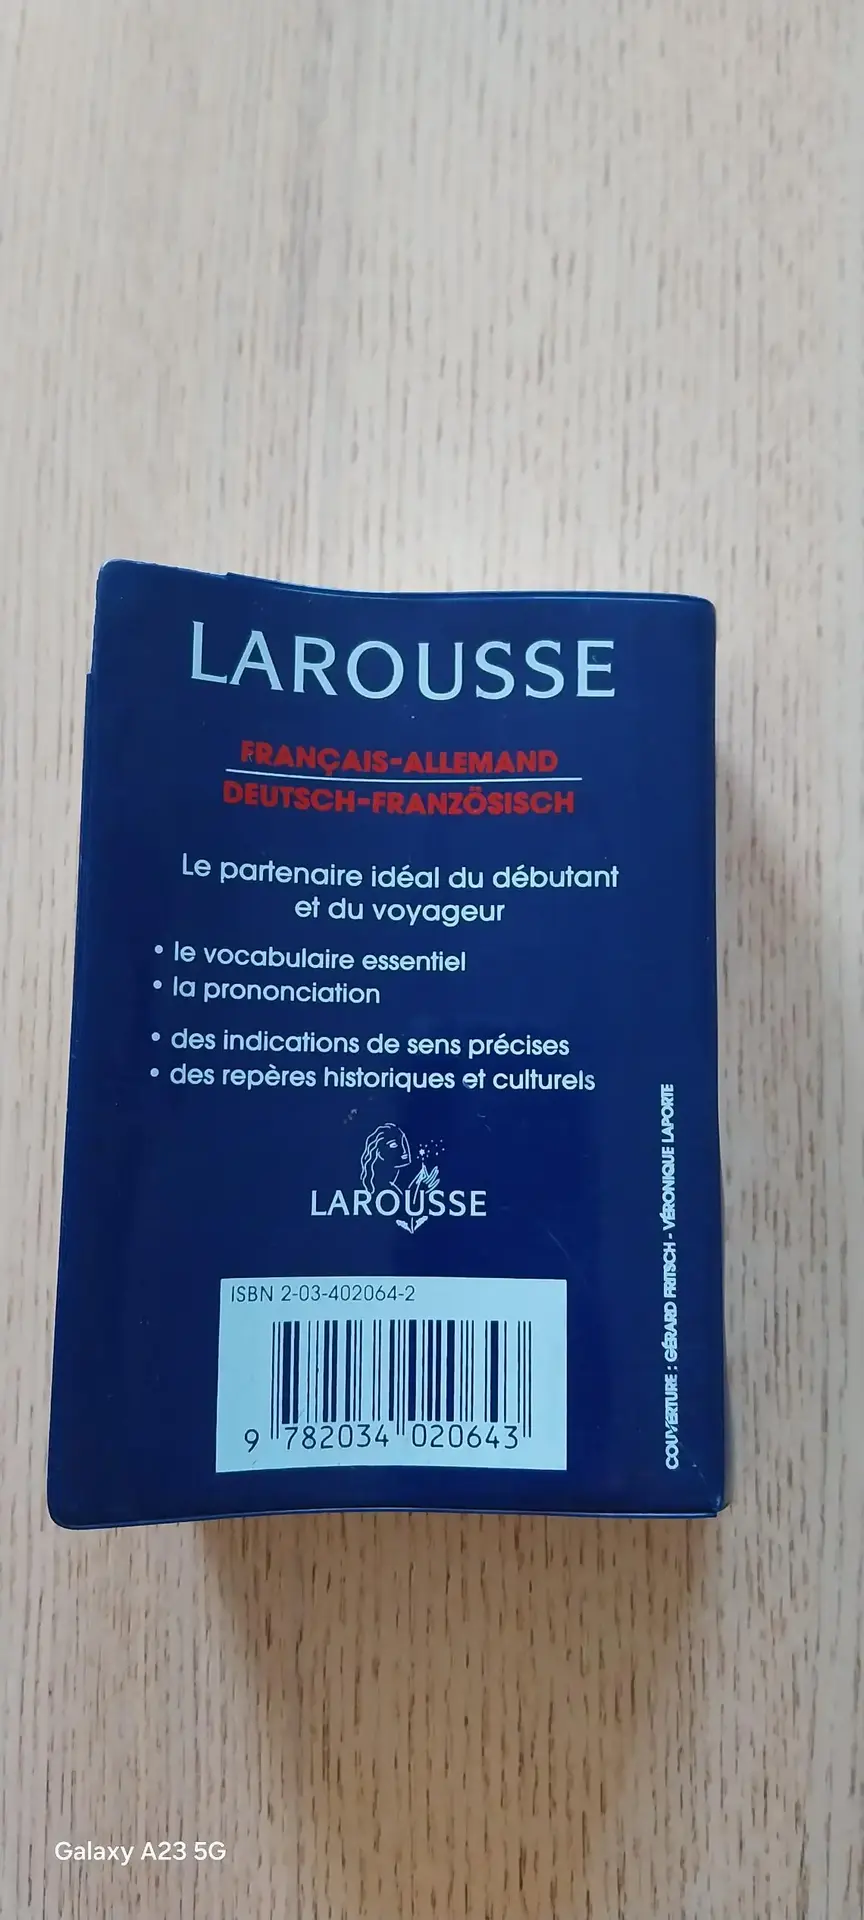 LAROUSSE
FRANÇAIS-ALLEMAND
DEUTSCH-FRANZÖSISCH
Le partenaire idéal du débutant
et du voyageur
• le vocabulaire essentiel
• la prononciation
• des indications de sens précises
• des repères historiques et culturels
LAROUSSE
COUVERTURE : GÉRARD FRITSCH - VÉRONIQUE LAPORTE
ISBN 2-03-402064-2
9 782034 020643
Galaxy A23 5G